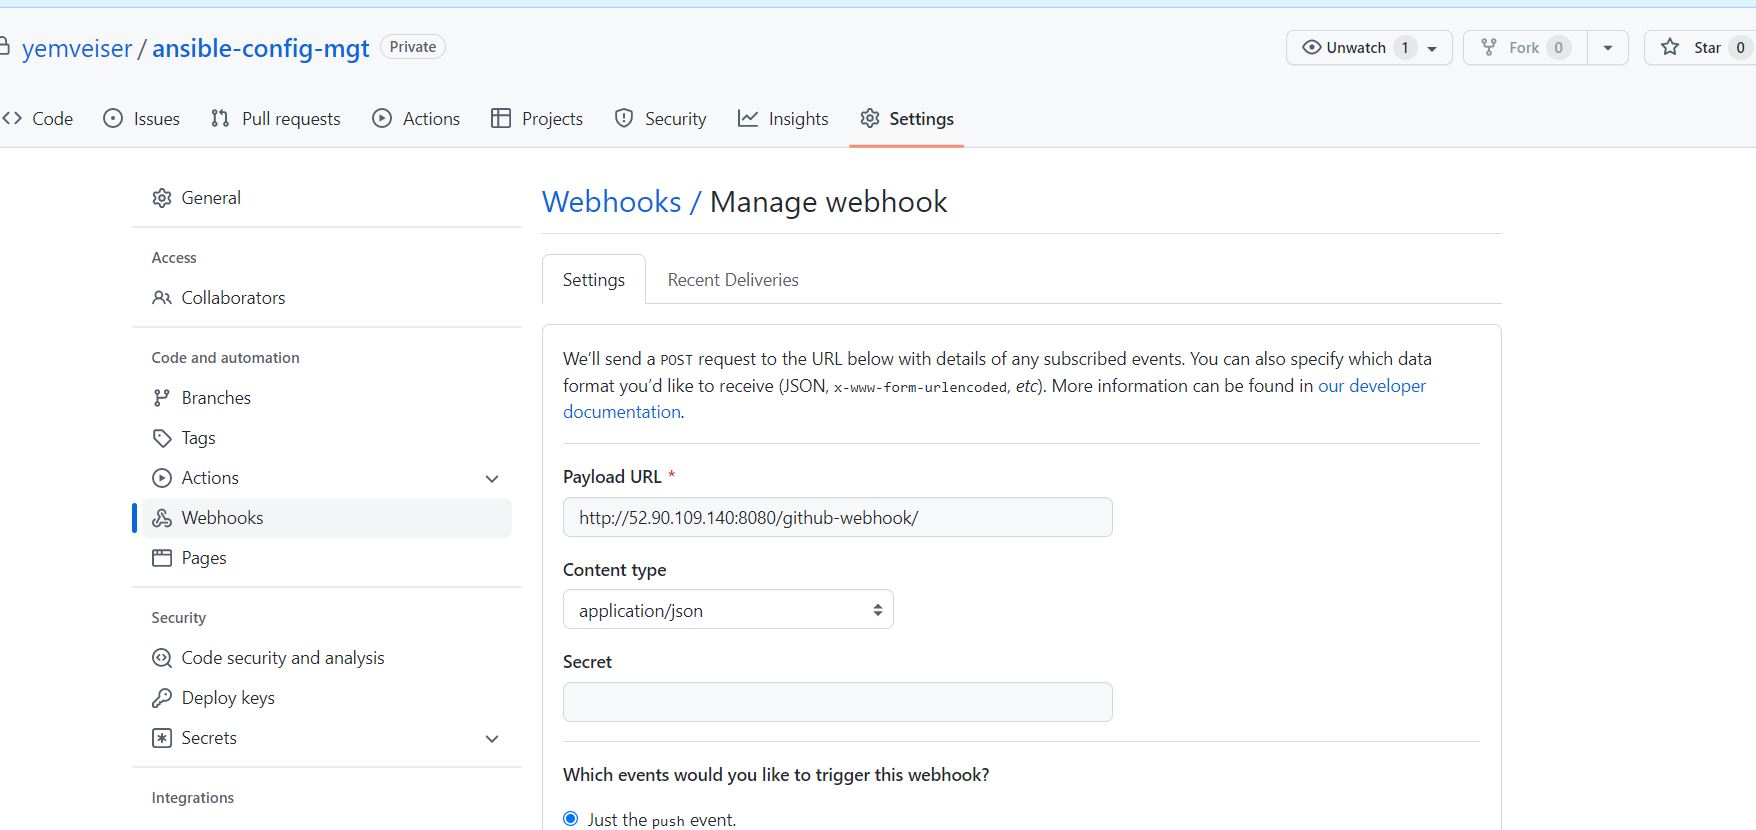 yemveiser / ansible-config-mgt Private
Unwatch 1 Fork 0 Star 0
Code Issues Pull requests Actions Projects Security Insights Settings
General
Access
Collaborators
Code and automation
Branches
Tags
Actions
Webhooks
Pages
Security
Code security and analysis
Deploy keys
Secrets
Integrations
Webhooks / Manage webhook
Settings Recent Deliveries
We’ll send a POST request to the URL below with details of any subscribed events. You can also specify which data
format you’d like to receive (JSON, x-www-form-urlencoded, etc). More information can be found in our developer
documentation.
Payload URL *
http://52.90.109.140:8080/github-webhook/
Content type
application/json
Secret
Which events would you like to trigger this webhook?
Just the push event.